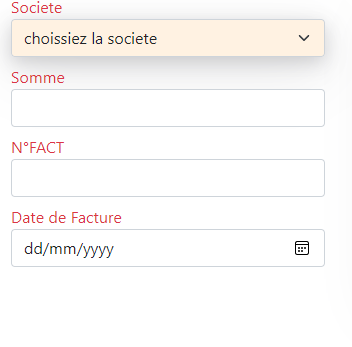 Societe
choissiez la societe
Somme
N°FACT
Date de Facture
dd/mm/yyyy